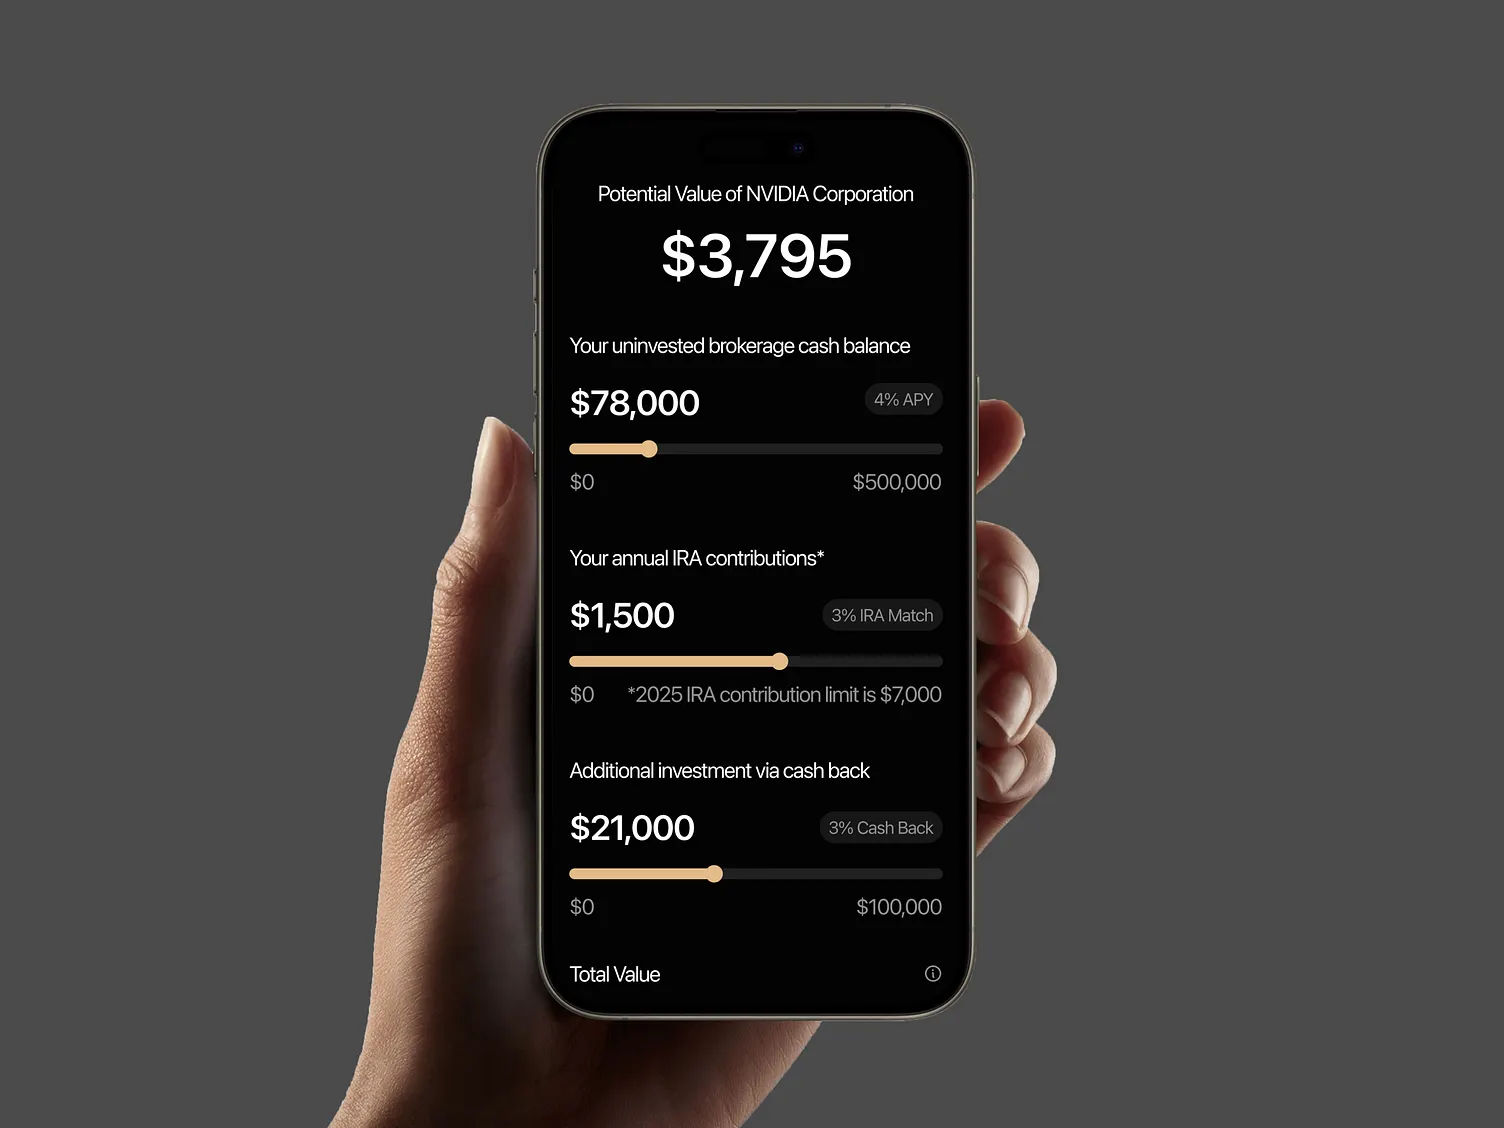 Potential Value of NVIDIA Corporation
$3,795
Your uninvested brokerage cash balance
$78,000 4% APY
$0 $500,000
Your annual IRA contributions*
$1,500 3% IRA Match
$0 *2025 IRA contribution limit is $7,000
Additional investment via cash back
$21,000 3% Cash Back
$0 $100,000
Total Value